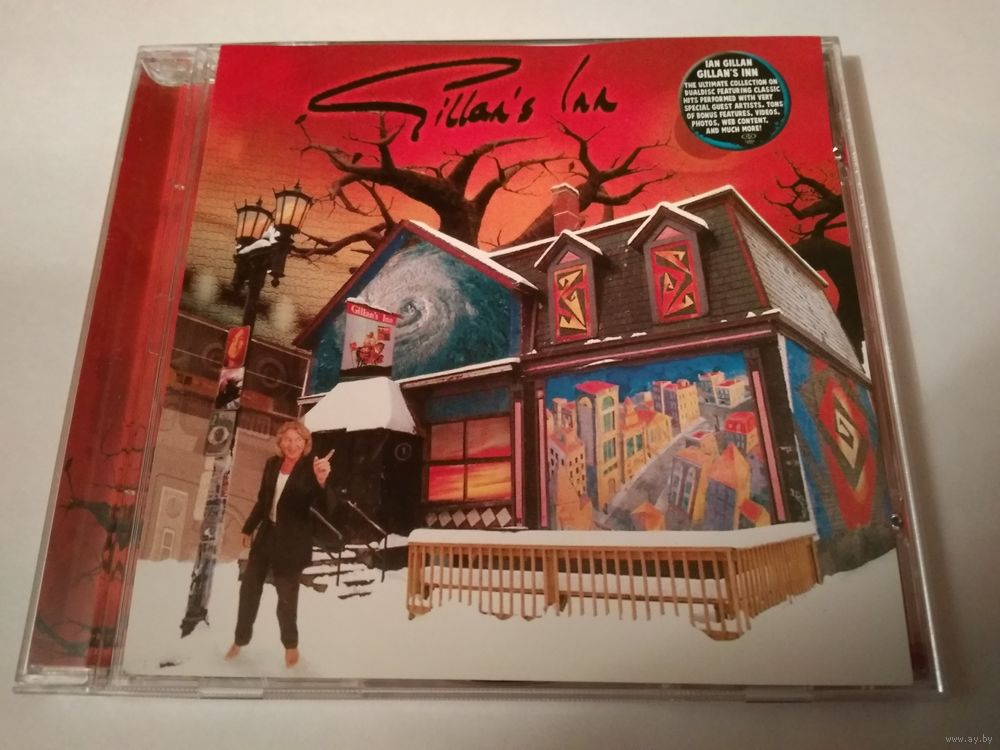 Gillan's Inn
IAN GILLAN
GILLAN'S INN
THE ULTIMATE COLLECTION ON
DUALDISC FEATURING CLASSIC
HITS PERFORMED WITH VERY
SPECIAL GUEST ARTISTS. TONS
OF BONUS FEATURES, VIDEOS,
PHOTOS, WEB CONTENT,
AND MUCH MORE!
Gillan's Inn
www.ay.by